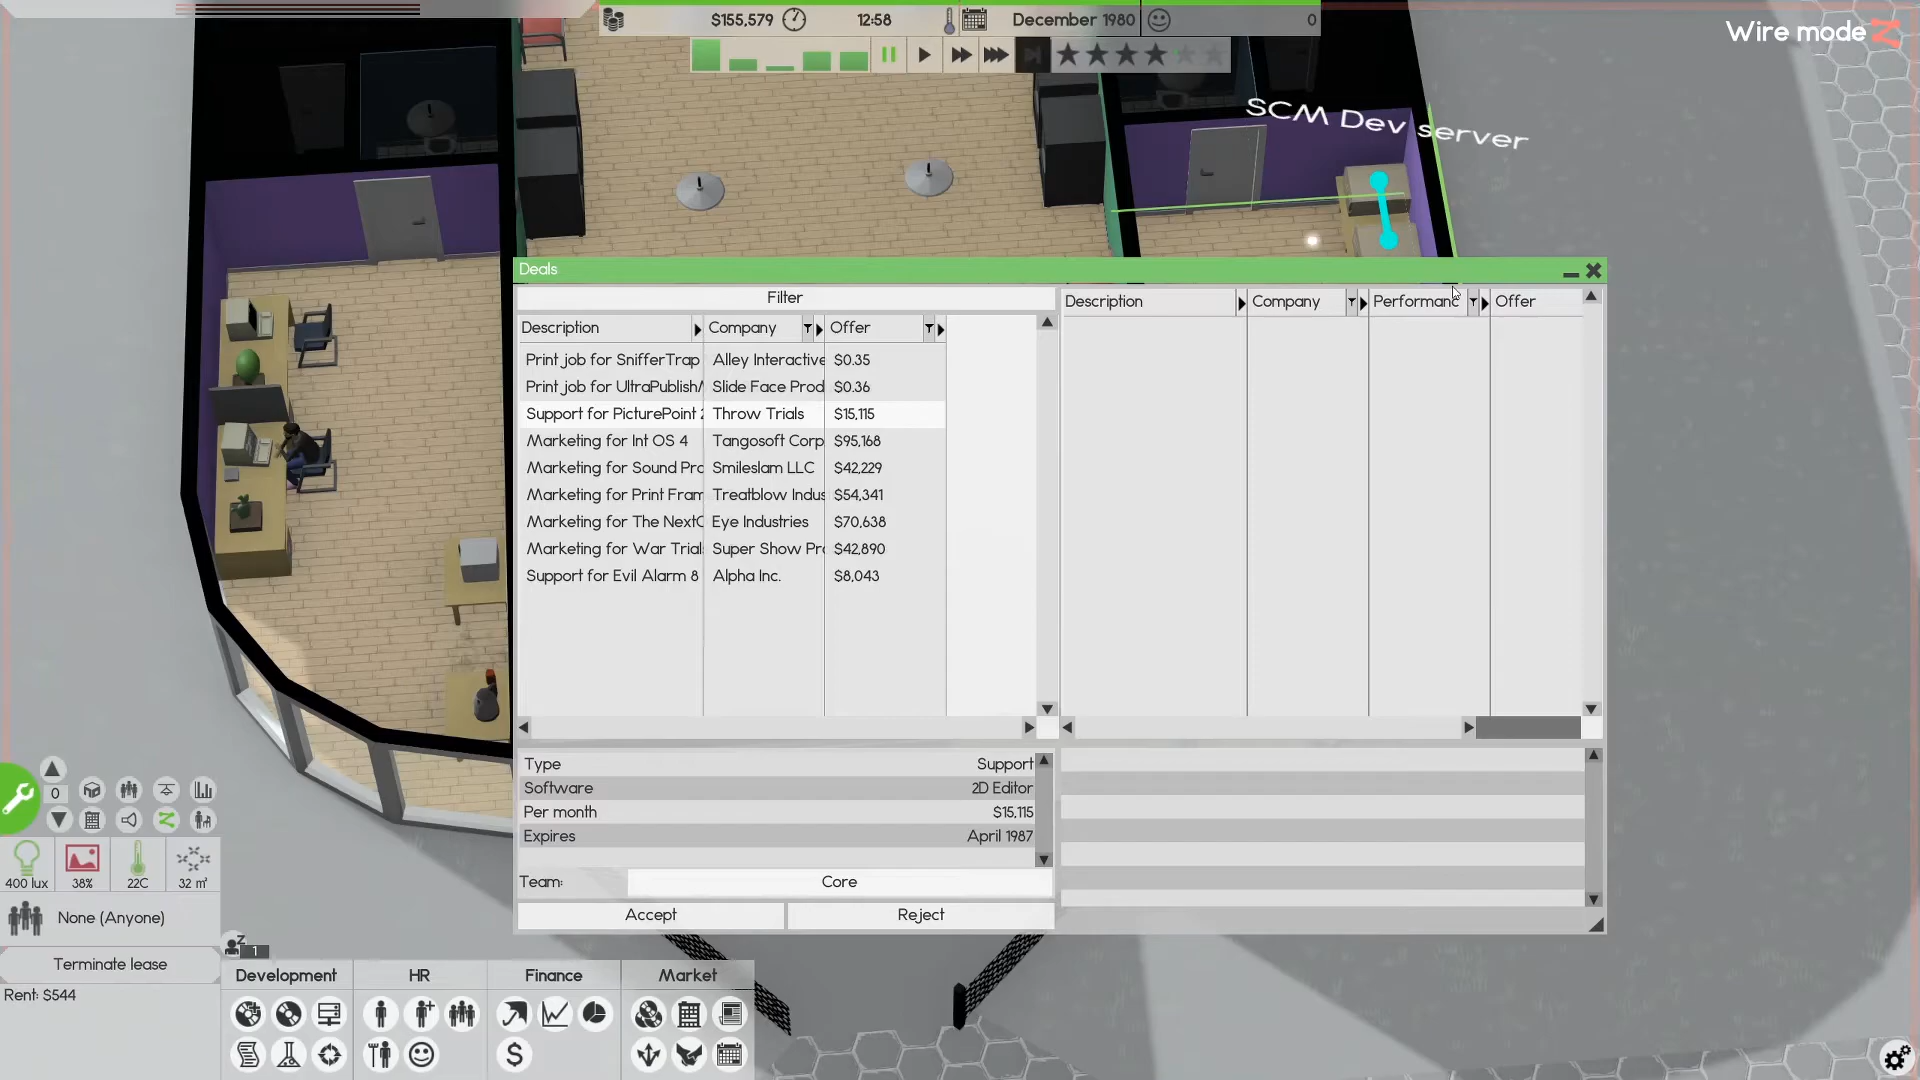 $155,579
12:58
December 1980
0
Wire mode
SCM Dev server
Deals
Filter
Description Company Offer
Print job for SnifferTrap Alley Interactive $0.35
Print job for UltraPublish Slide Face Prod $0.36
Support for PicturePoint 2 Throw Trials $15,115
Marketing for Int OS 4 Tangosoft Corp $95,168
Marketing for Sound Pro Smileslam LLC $42,229
Marketing for Print Fram Treatblow Indus $54,341
Marketing for The NextC Eye Industries $70,638
Marketing for War Trial Super Show Pro $42,890
Support for Evil Alarm 8 Alpha Inc. $8,043
Description Company Performanc Offer
Type Support
Software 2D Editor
Per month $15,115
Expires April 1987
Team: Core
Accept Reject
0
400 lux 38% 22C 32 m²
None (Anyone)
Terminate lease
Rent: $544
1
Development HR Finance Market